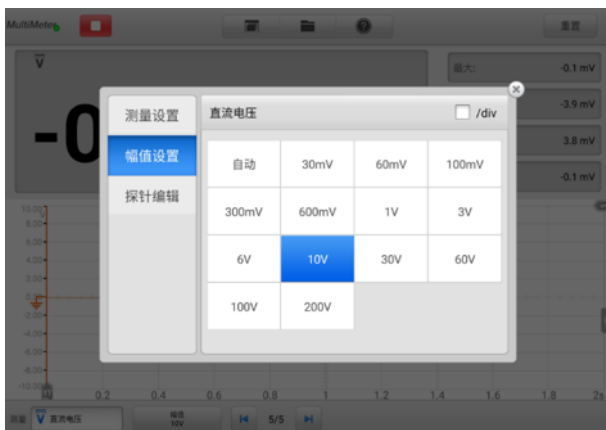 MultiMeter
重置
V
最大:
-0.1 mV
-3.9 mV
3.8 mV
-0.1 mV
-0
测量设置
幅值设置
探针编辑
直流电压
/div
自动 30mV 60mV 100mV
300mV 600mV 1V 3V
6V 10V 30V 60V
100V 200V
10.00
8.00
6.00
4.00
2.00
0.00
-2.00
-4.00
-6.00
-8.00
-10.00
0.2 0.4 0.6 0.8 1 1.2 1.4 1.6 1.8 2s
测量 V 直流电压
幅值
10V
5/5